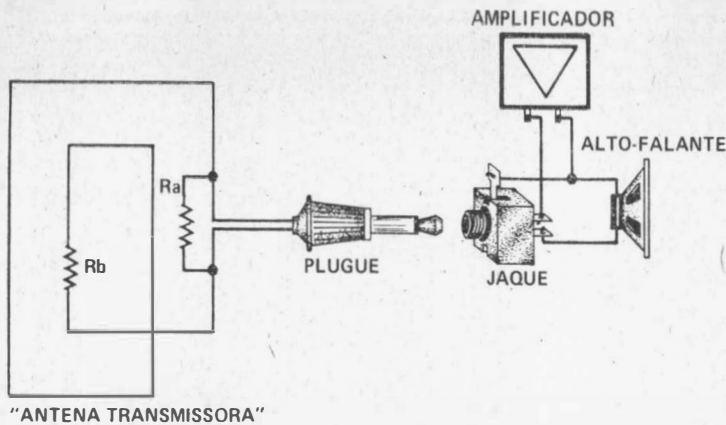 AMPLIFICADOR
ALTO-FALANTE
Ra
Rb
PLUGUE
JAQUE
"ANTENA TRANSMISSORA"